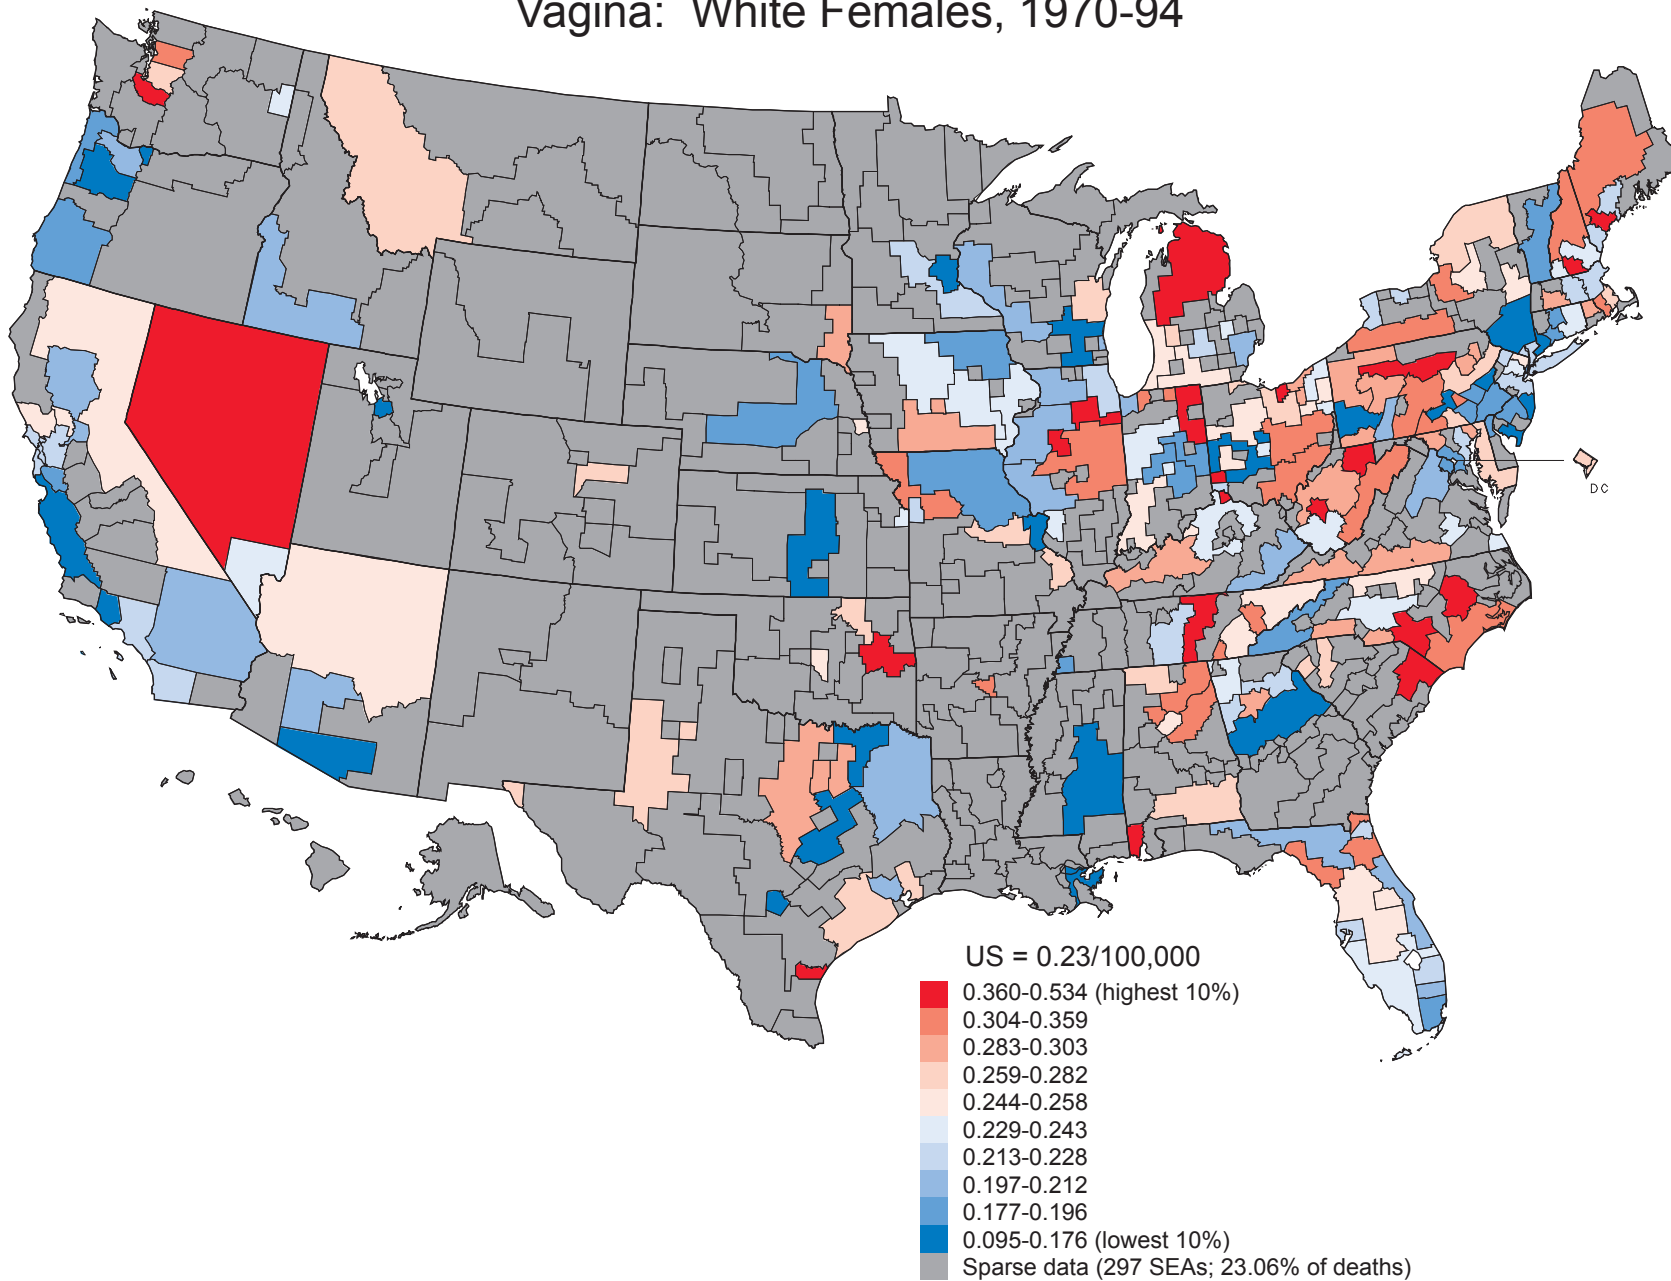 Vagina: White Females, 1970-94
DC
US = 0.23/100,000
0.360-0.534 (highest 10%)
0.304-0.359
0.283-0.303
0.259-0.282
0.244-0.258
0.229-0.243
0.213-0.228
0.197-0.212
0.177-0.196
0.095-0.176 (lowest 10%)
Sparse data (297 SEAs; 23.06% of deaths)